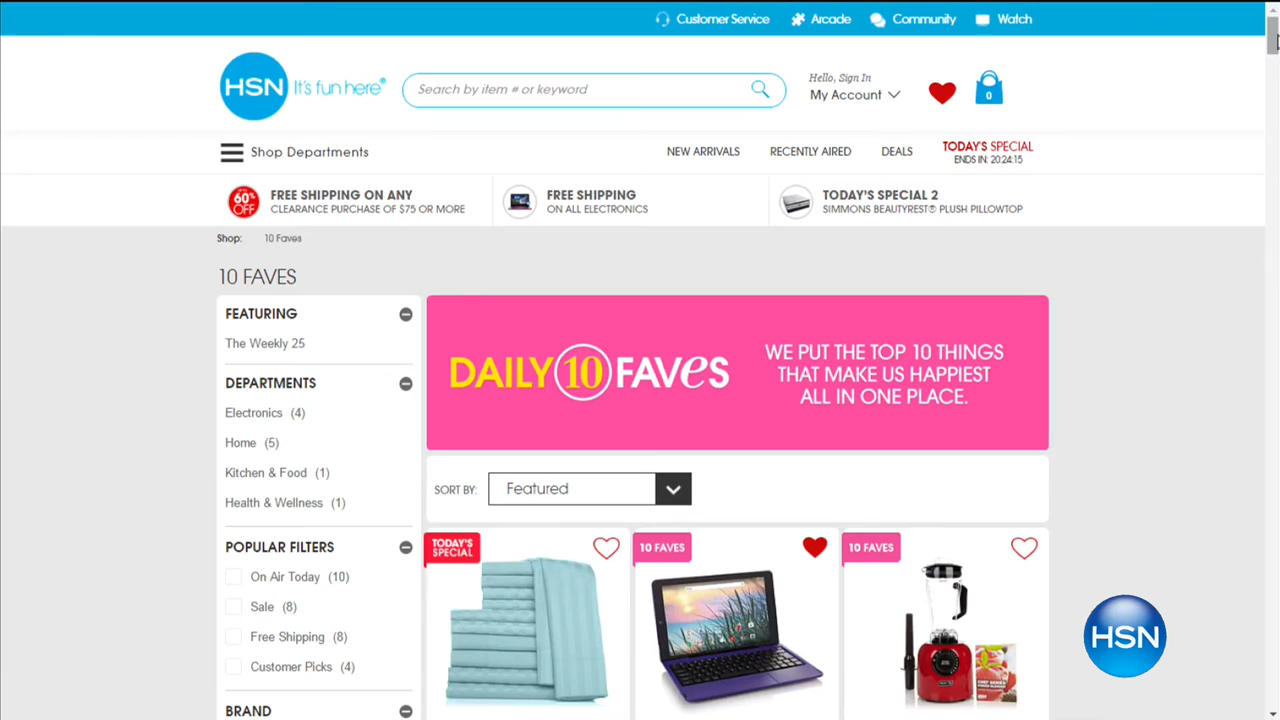 Customer Service
Arcade
Community
Watch
HSN It's fun here®
Search by item # or keyword
Hello, Sign In
My Account
0
Shop Departments
NEW ARRIVALS
RECENTLY AIRED
DEALS
TODAY'S SPECIAL
ENDS IN: 20:24:15
60%
OFF
FREE SHIPPING ON ANY
CLEARANCE PURCHASE OF $75 OR MORE
FREE SHIPPING
ON ALL ELECTRONICS
TODAY'S SPECIAL 2
SIMMONS BEAUTYREST® PLUSH PILLOWTOP
Shop: 10 Faves
10 FAVES
FEATURING
The Weekly 25
DEPARTMENTS
Electronics (4)
Home (5)
Kitchen & Food (1)
Health & Wellness (1)
POPULAR FILTERS
On Air Today (10)
Sale (8)
Free Shipping (8)
Customer Picks (4)
BRAND
DAILY 10 FAVES
WE PUT THE TOP 10 THINGS
THAT MAKE US HAPPIEST
ALL IN ONE PLACE.
SORT BY: Featured
TODAY'S
SPECIAL
10 FAVES
10 FAVES
HSN